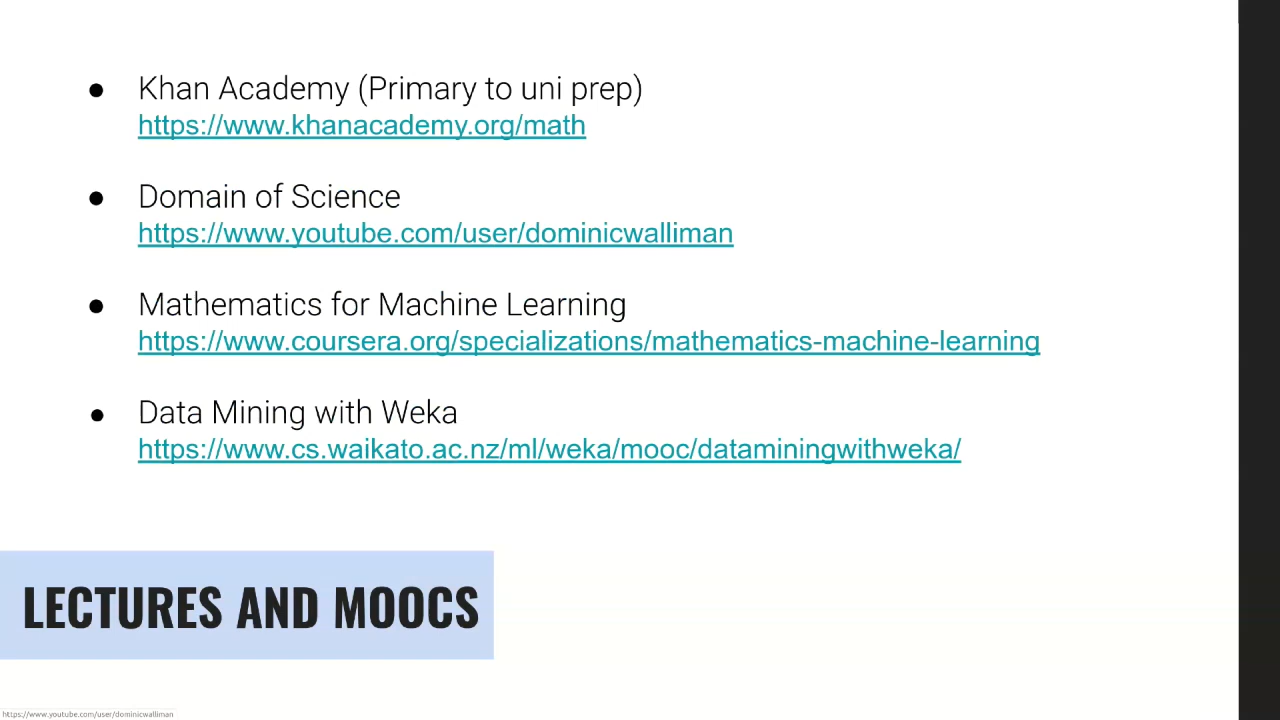 ● Khan Academy (Primary to uni prep)
https://www.khanacademy.org/math
● Domain of Science
https://www.youtube.com/user/dominicwalliman
● Mathematics for Machine Learning
https://www.coursera.org/specializations/mathematics-machine-learning
● Data Mining with Weka
https://www.cs.waikato.ac.nz/ml/weka/mooc/dataminingwithweka/
LECTURES AND MOOCS
https://www.youtube.com/user/dominicwalliman